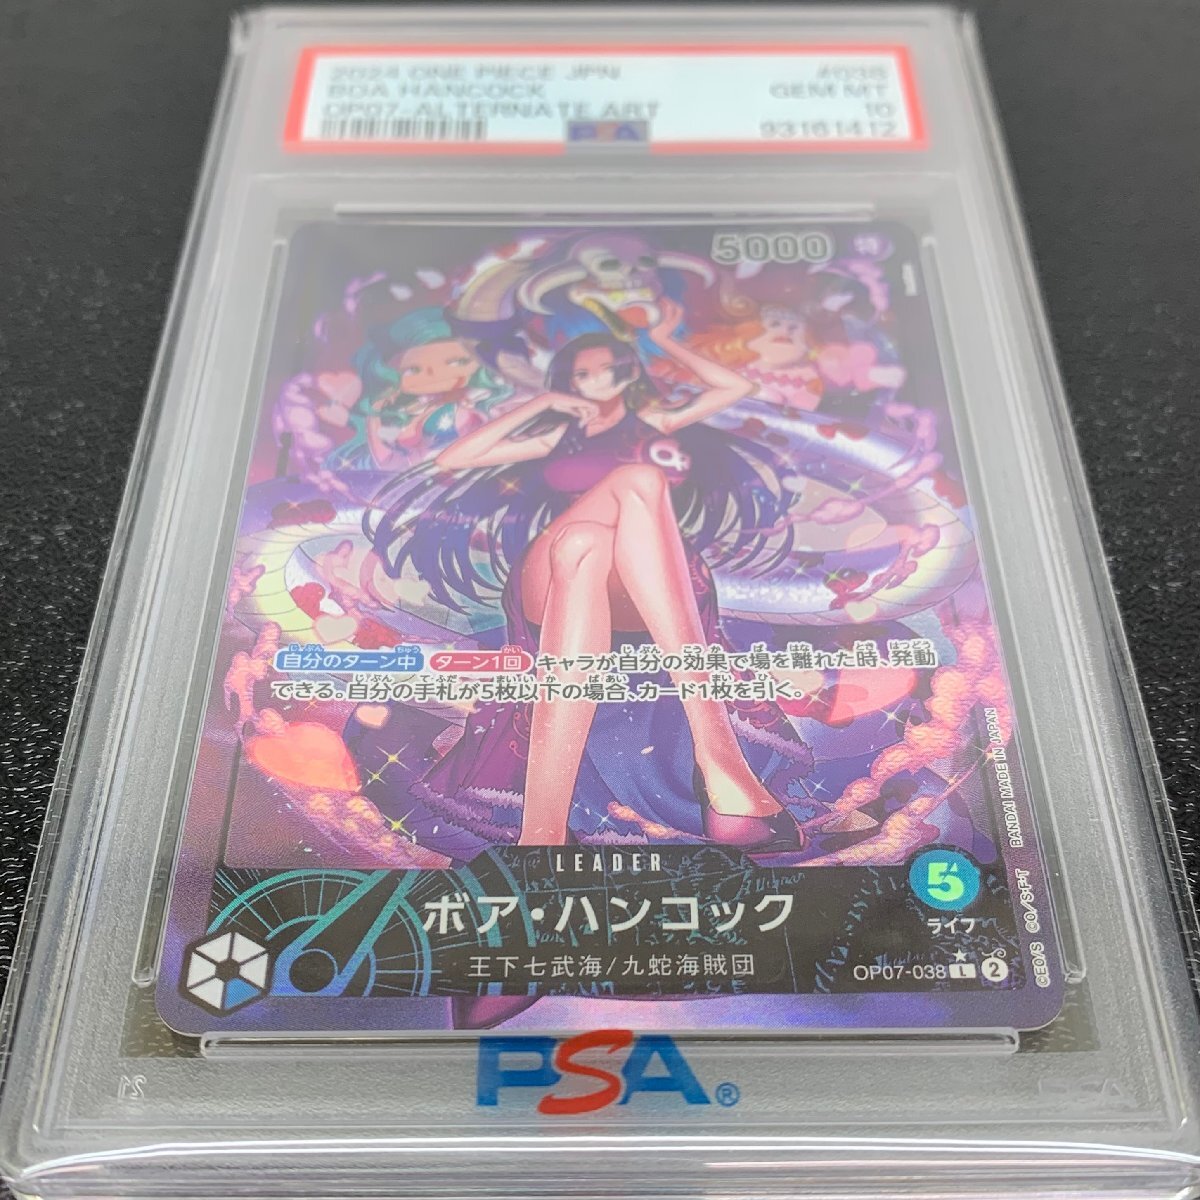 2024 ONE PIECE JPN #038
BOA HANCOCK GEM MT
OP07-ALTERNATE ART 10
PSA 93161412
5000 特
自分のターン中 ターン1回 キャラが自分の効果で場を離れた時、発動
できる。自分の手札が5枚以下の場合、カード1枚を引く。
LEADER
ボア・ハンコック
王下七武海/九蛇海賊団
5
ライフ
OP07-038 L 2
©EO/S ©O/S・F・T BANDAI MADE IN JAPAN
PSA®
21